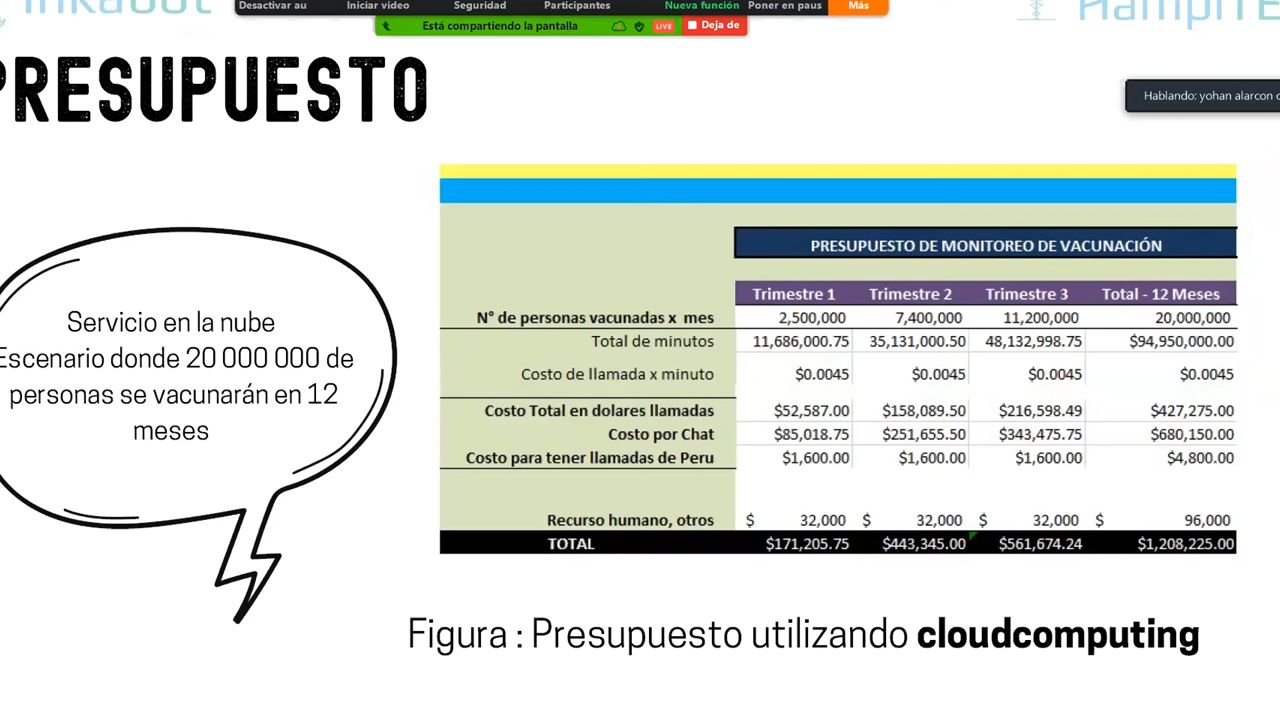 Desactivar au Iniciar video Seguridad Participantes Nueva función Poner en paus Más
Está compartiendo la pantalla LIVE Deja de
PRESUPUESTO
Hablando: yohan alarcon
PRESUPUESTO DE MONITOREO DE VACUNACIÓN
Trimestre 1 Trimestre 2 Trimestre 3 Total - 12 Meses
N° de personas vacunadas x mes 2,500,000 7,400,000 11,200,000 20,000,000
Total de minutos 11,686,000.75 35,131,000.50 48,132,998.75 $94,950,000.00
Costo de llamada x minuto $0.0045 $0.0045 $0.0045 $0.0045
Costo Total en dolares llamadas $52,587.00 $158,089.50 $216,598.49 $427,275.00
Costo por Chat $85,018.75 $251,655.50 $343,475.75 $680,150.00
Costo para tener llamadas de Peru $1,600.00 $1,600.00 $1,600.00 $4,800.00
Recurso humano, otros $ 32,000 $ 32,000 $ 32,000 $ 96,000
TOTAL $171,205.75 $443,345.00 $561,674.24 $1,208,225.00
Servicio en la nube
Escenario donde 20 000 000 de
personas se vacunarán en 12
meses
Figura : Presupuesto utilizando cloudcomputing